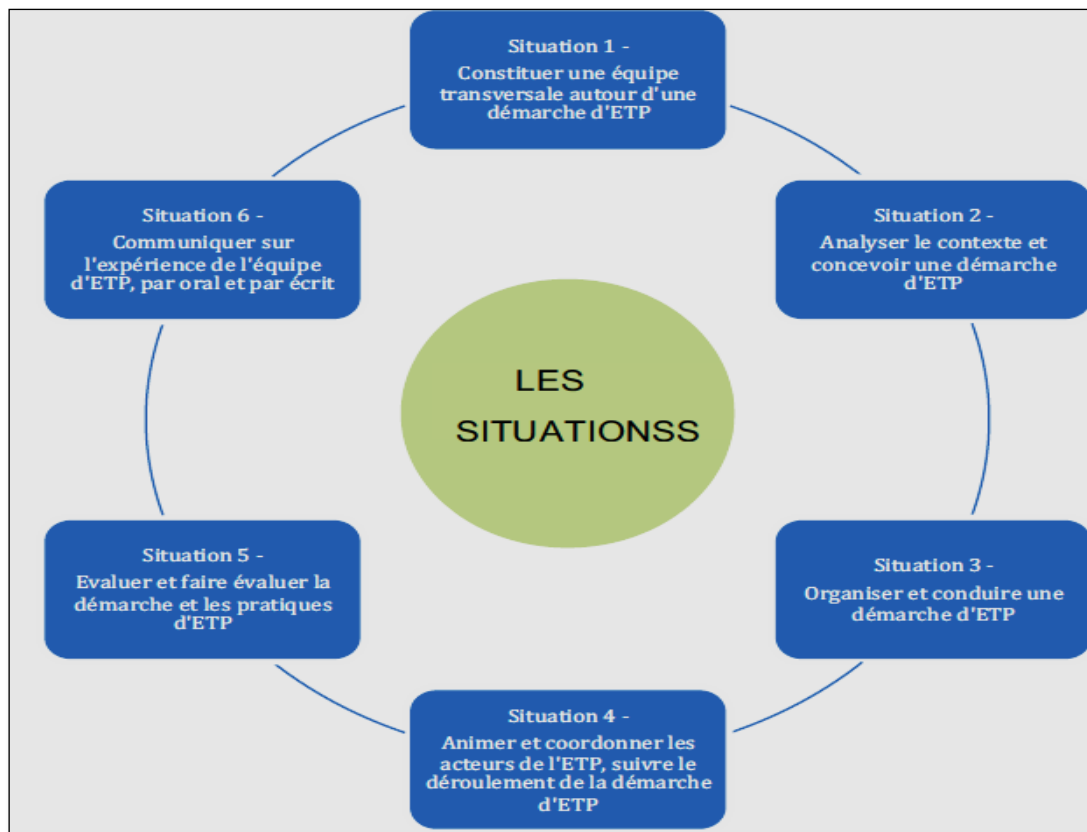 Situation 1 -
Constituer une équipe
transversale autour d'une
démarche d'ETP
Situation 2 -
Analyser le contexte et
concevoir une démarche
d'ETP
Situation 3 -
Organiser et conduire une
démarche d'ETP
Situation 4 -
Animer et coordonner les
acteurs de l'ETP, suivre le
déroulement de la démarche
d'ETP
Situation 5 -
Evaluer et faire évaluer la
démarche et les pratiques
d'ETP
Situation 6 -
Communiquer sur
l'expérience de l'équipe
d'ETP, par oral et par écrit
LES
SITUATIONSS